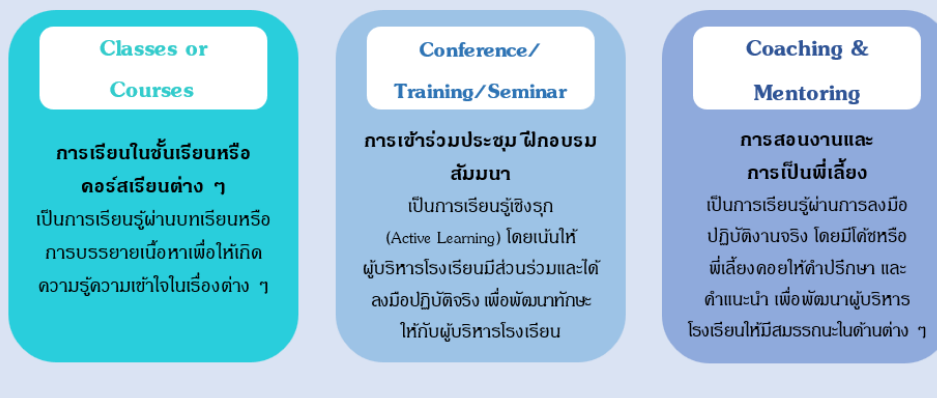 Classes or
Courses
การเรียนในชั้นเรียนหรือ
คอร์สเรียนต่าง ๆ
เป็นการเรียนรู้ผ่านบทเรียนหรือ
การบรรยายเนื้อหาเพื่อให้เกิด
ความรู้ความเข้าใจในเรื่องต่าง ๆ
Conference/
Training/Seminar
การเข้าร่วมประชุม ฝึกอบรม
สัมมนา
เป็นการเรียนรู้เชิงรุก
(Active Learning) โดยเน้นให้
ผู้บริหารโรงเรียนมีส่วนร่วมและได้
ลงมือปฏิบัติจริง เพื่อพัฒนาทักษะ
ให้กับผู้บริหารโรงเรียน
Coaching &
Mentoring
การสอนงานและ
การเป็นพี่เลี้ยง
เป็นการเรียนรู้ผ่านการลงมือ
ปฏิบัติงานจริง โดยมีโค้ชหรือ
พี่เลี้ยงคอยให้คำปรึกษา และ
คำแนะนำ เพื่อพัฒนาผู้บริหาร
โรงเรียนให้มีสมรรถนะในด้านต่าง ๆ